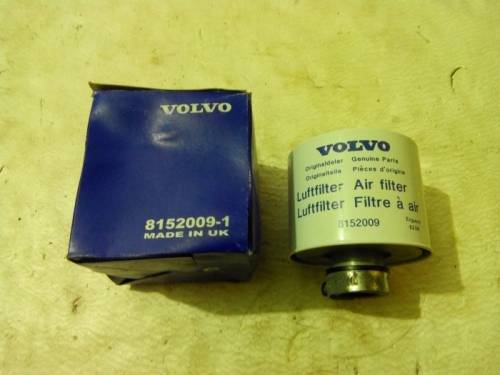 VOLVO
8152009-1
MADE IN UK
VOLVO
Originaldelar Genuine Parts
Originalteile Pièces d'origine
Luftfilter Air filter
Luftfilter Filtre à air
8152009